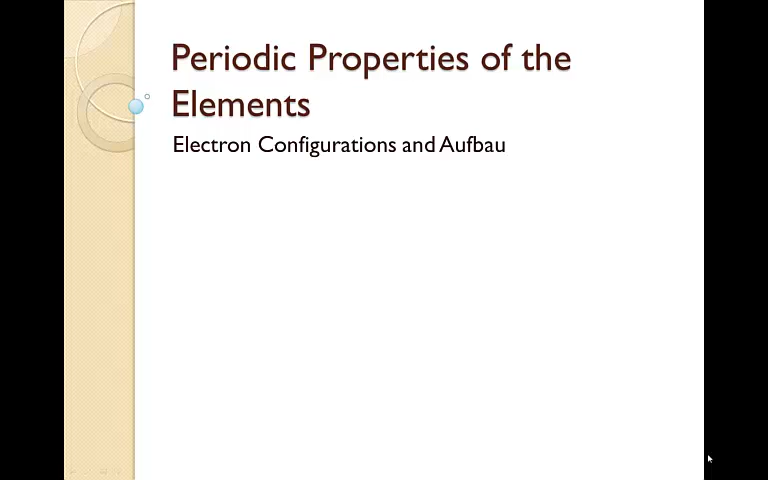 Periodic Properties of the
Elements
Electron Configurations and Aufbau